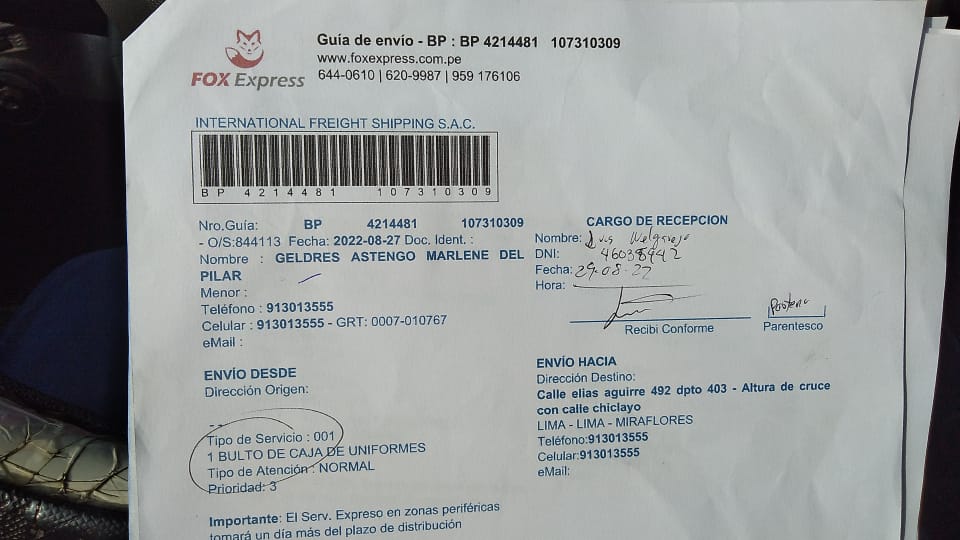 FOX Express
Guía de envío - BP : BP 4214481 107310309
www.foxexpress.com.pe
644-0610 | 620-9987 | 959 176106
INTERNATIONAL FREIGHT SHIPPING S.A.C.
BP 4214481 107310309
Nro.Guía: BP 4214481 107310309
- O/S:844113 Fecha: 2022-08-27 Doc. Ident. :
Nombre : GELDRES ASTENGO MARLENE DEL
PILAR
Menor :
Teléfono : 913013555
Celular : 913013555 - GRT: 0007-010767
eMail :
CARGO DE RECEPCION
Nombre: Luis Melgarejo
DNI: 46038942
Fecha: 29-08-22
Hora:
Recibi Conforme
Parentesco
ENVÍO DESDE
Dirección Origen:
--
Tipo de Servicio : 001
1 BULTO DE CAJA DE UNIFORMES
Tipo de Atención : NORMAL
Prioridad: 3
ENVÍO HACIA
Dirección Destino:
Calle elias aguirre 492 dpto 403 - Altura de cruce
con calle chiclayo
LIMA - LIMA - MIRAFLORES
Teléfono:913013555
Celular:913013555
eMail:
Importante: El Serv. Expreso en zonas periféricas
tomará un día más del plazo de distribución